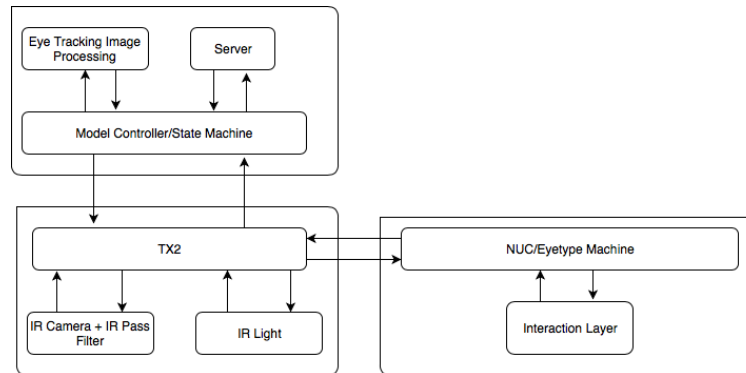 Eye Tracking Image
Processing
Server
Model Controller/State Machine
TX2
NUC/Eyetype Machine
IR Camera + IR Pass
Filter
IR Light
Interaction Layer